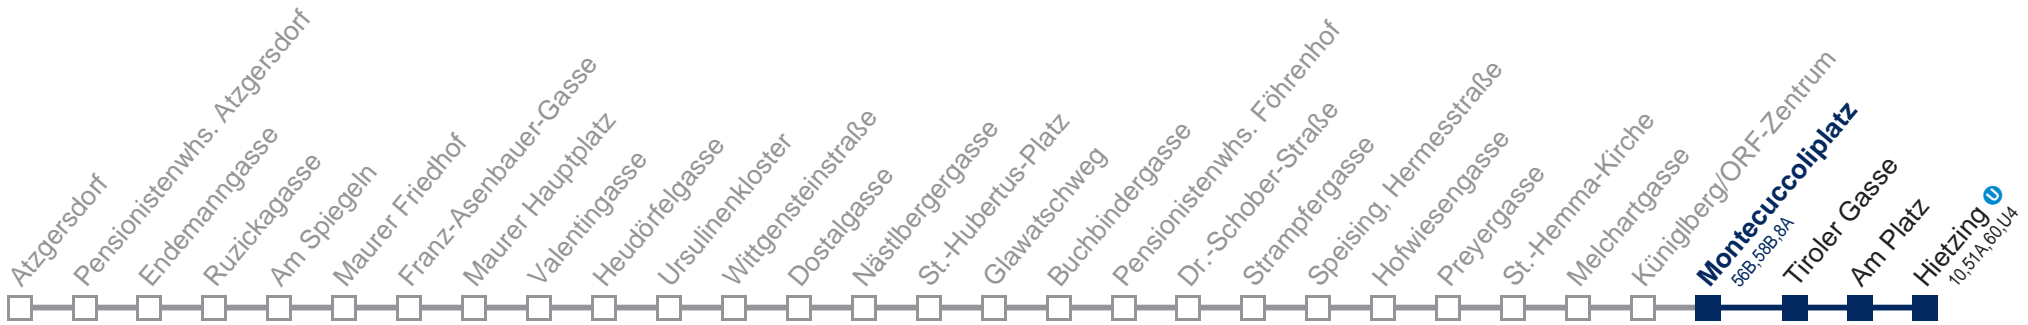 Atzgersdorf
Pensionistenwhs. Atzgersdorf
Endemanngasse
Ruzickagasse
Am Spiegeln
Maurer Friedhof
Franz-Asenbauer-Gasse
Maurer Hauptplatz
Valentingasse
Heudörfelgasse
Ursulinenkloster
Wittgensteinstraße
Dostalgasse
Nästlbergergasse
St.-Hubertus-Platz
Glawatschweg
Buchbindergasse
Pensionistenwhs. Föhrenhof
Dr.-Schober-Straße
Strampfergasse
Speising, Hermesstraße
Hofwiesengasse
Preyergasse
St.-Hemma-Kirche
Melchartgasse
Küniglberg/ORF-Zentrum
Montecuccoliplatz
56B,58B,8A
Tiroler Gasse
Am Platz
Hietzing U
10,51A,60,U4